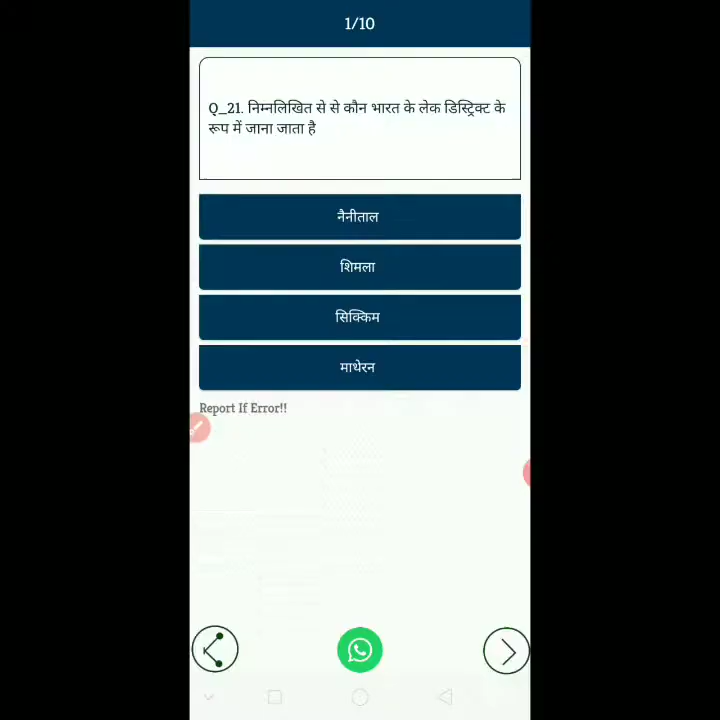 1/10
Q_21. निम्नलिखित से से कौन भारत के लेक डिस्ट्रिक्ट के
रूप में जाना जाता है
नैनीताल
शिमला
सिक्किम
माथेरन
Report If Error!!